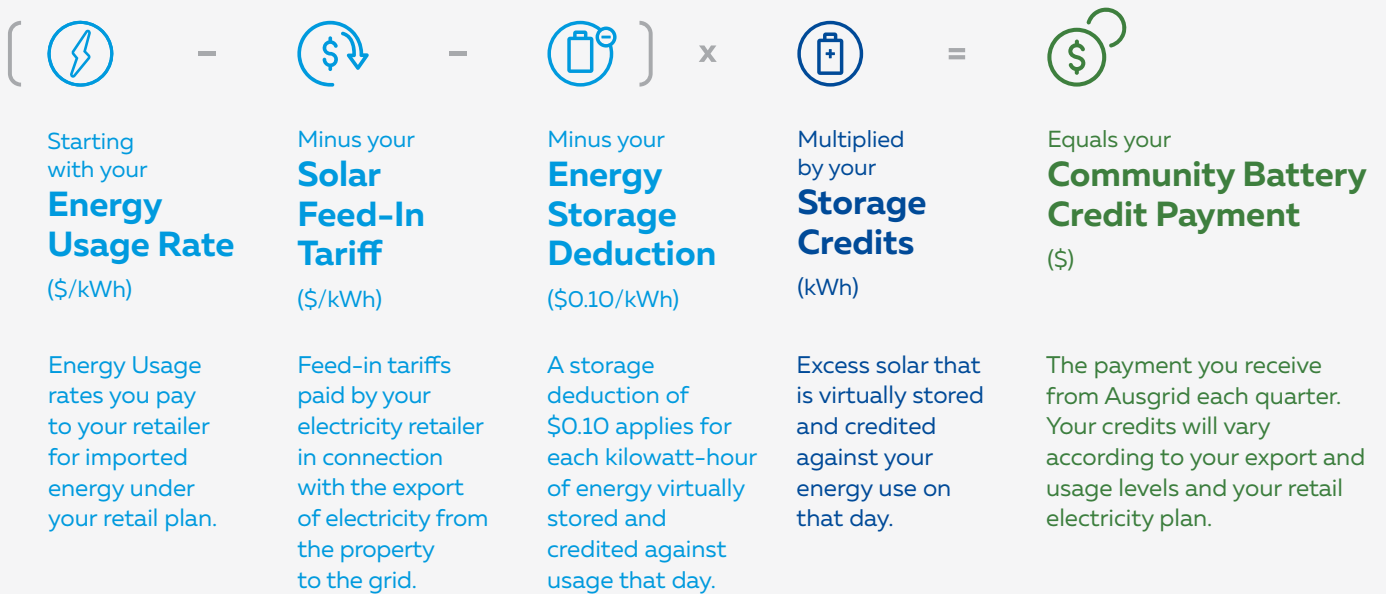 [ - - ] x =
Starting
with your
Energy
Usage Rate
($/kWh)
Energy Usage
rates you pay
to your retailer
for imported
energy under
your retail plan.
$
Minus your
Solar
Feed-In
Tariff
($/kWh)
Feed-in tariffs
paid by your
electricity retailer
in connection
with the export
of electricity from
the property
to the grid.
Minus your
Energy
Storage
Deduction
($0.10/kWh)
A storage
deduction of
$0.10 applies for
each kilowatt-hour
of energy virtually
stored and
credited against
usage that day.
Multiplied
by your
Storage
Credits
(kWh)
Excess solar that
is virtually stored
and credited
against your
energy use on
that day.
$
Equals your
Community Battery
Credit Payment
($)
The payment you receive
from Ausgrid each quarter.
Your credits will vary
according to your export and
usage levels and your retail
electricity plan.